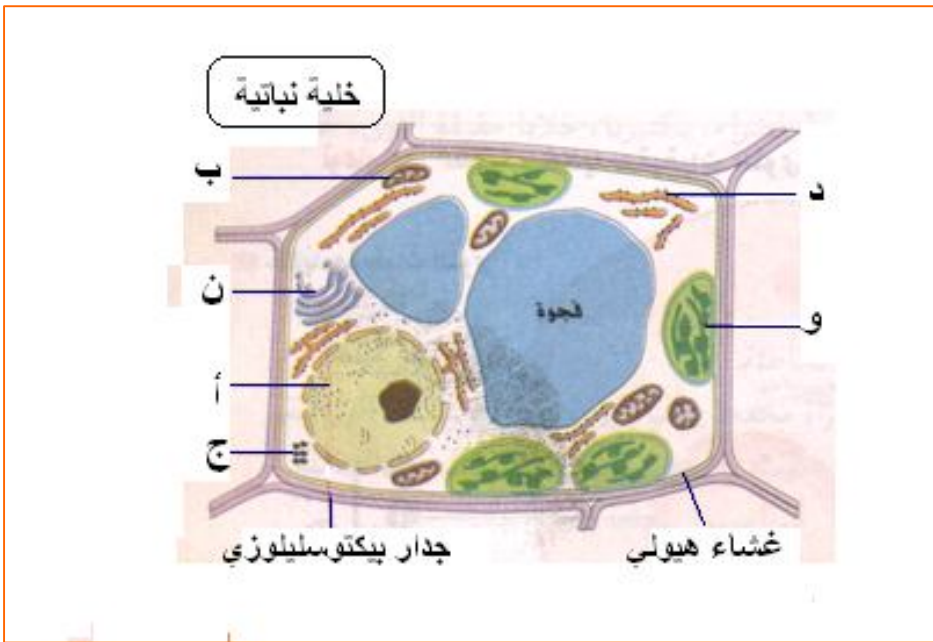 خلية نباتية
ب
د
ن
فجوة
و
أ
ج
جدار بيكتوسليلوزي
غشاء هيولي